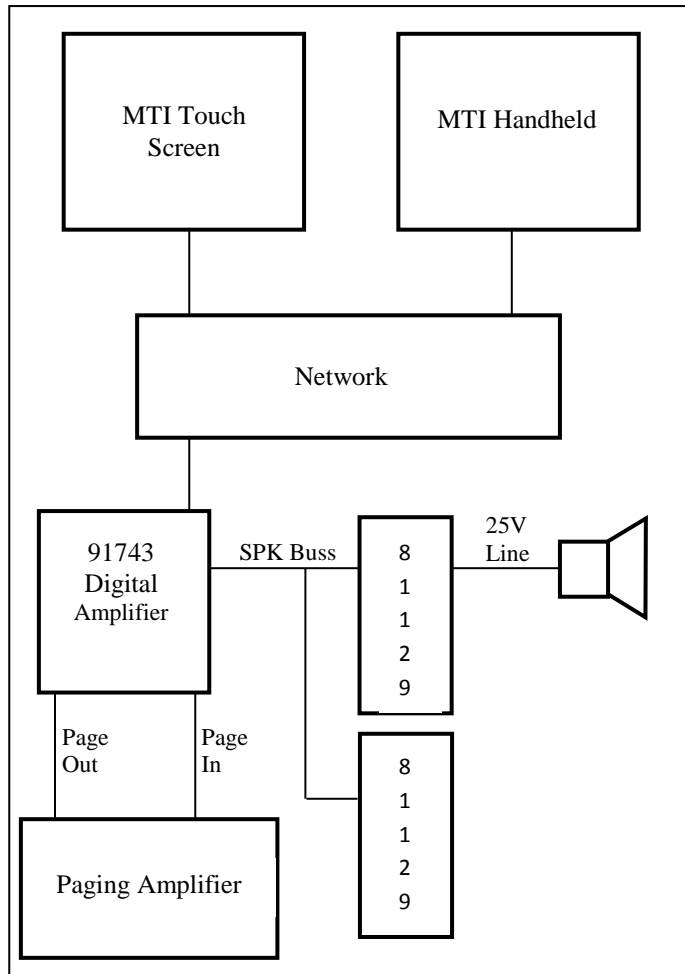 MTI Touch
Screen
MTI Handheld
Network
91743
Digital
Amplifier
SPK Buss
8
1
1
2
9
25V
Line
Page
Out
Page
In
8
1
1
2
9
Paging Amplifier